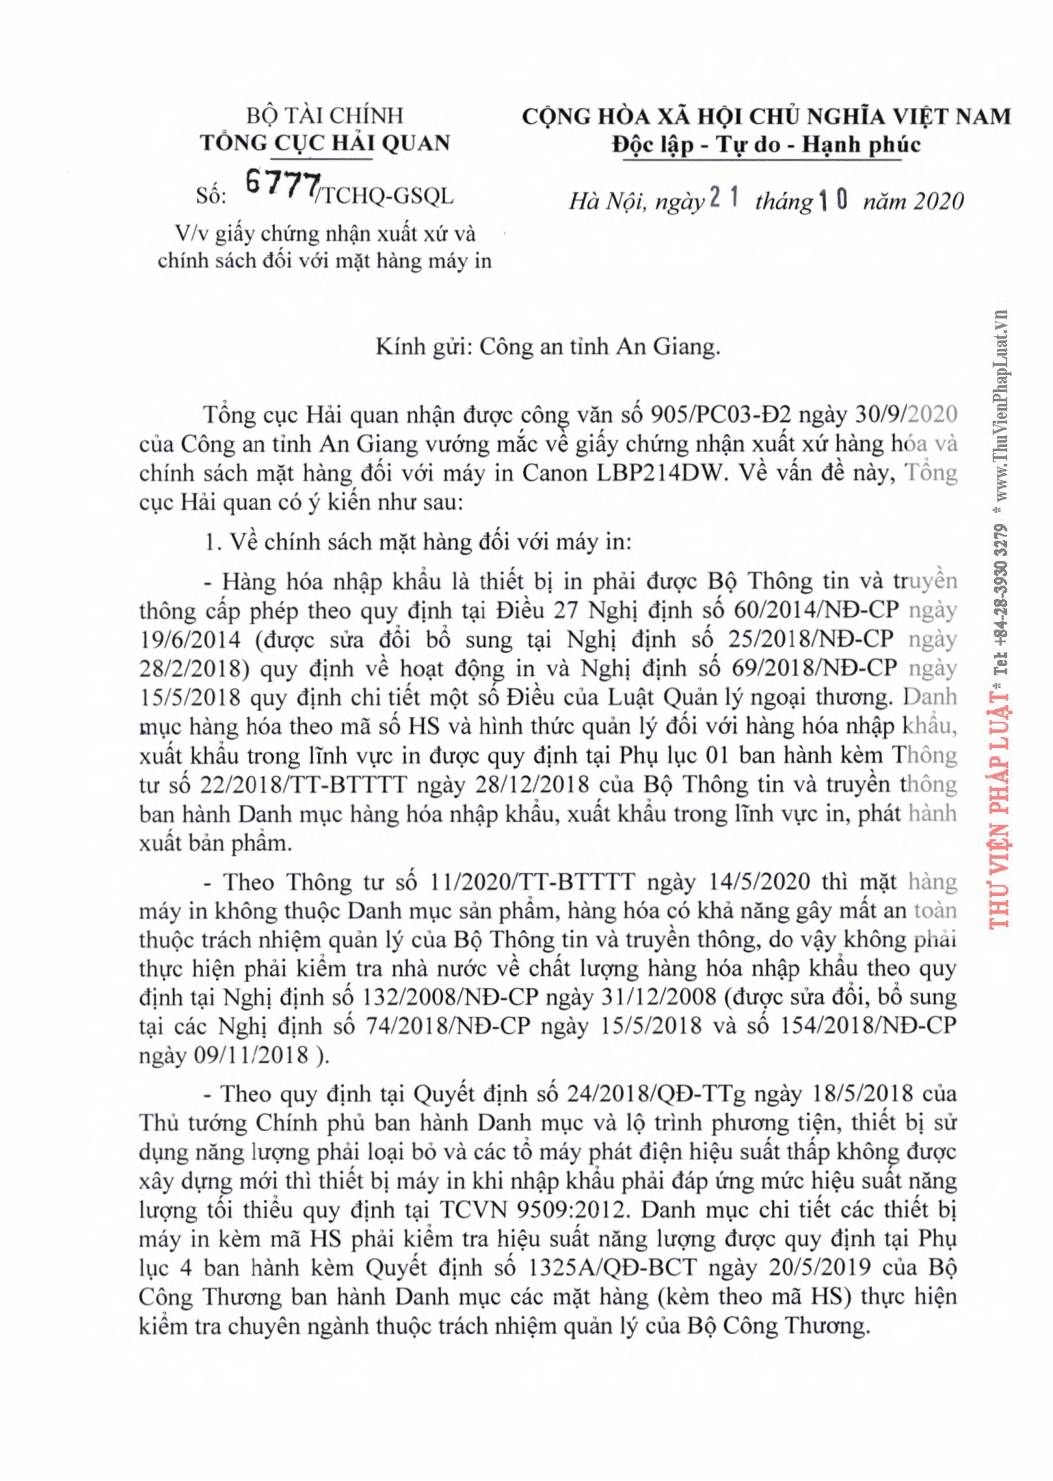 BỘ TÀI CHÍNH
TỔNG CỤC HẢI QUAN
Số: 6777/TCHQ-GSQL
V/v giấy chứng nhận xuất xứ và
chính sách đối với mặt hàng máy in
CỘNG HÒA XÃ HỘI CHỦ NGHĨA VIỆT NAM
Độc lập - Tự do - Hạnh phúc
Hà Nội, ngày 21 tháng 10 năm 2020
Kính gửi: Công an tỉnh An Giang.
Tổng cục Hải quan nhận được công văn số 905/PC03-Đ2 ngày 30/9/2020
của Công an tỉnh An Giang vướng mắc về giấy chứng nhận xuất xứ hàng hóa và
chính sách mặt hàng đối với máy in Canon LBP214DW. Về vấn đề này, Tổng
cục Hải quan có ý kiến như sau:
1. Về chính sách mặt hàng đối với máy in:
- Hàng hóa nhập khẩu là thiết bị in phải được Bộ Thông tin và truyền
thông cấp phép theo quy định tại Điều 27 Nghị định số 60/2014/NĐ-CP ngày
19/6/2014 (được sửa đổi bổ sung tại Nghị định số 25/2018/NĐ-CP ngày
28/2/2018) quy định về hoạt động in và Nghị định số 69/2018/NĐ-CP ngày
15/5/2018 quy định chi tiết một số Điều của Luật Quản lý ngoại thương. Danh
mục hàng hóa theo mã số HS và hình thức quản lý đối với hàng hóa nhập khẩu,
xuất khẩu trong lĩnh vực in được quy định tại Phụ lục 01 ban hành kèm Thông
tư số 22/2018/TT-BTTTT ngày 28/12/2018 của Bộ Thông tin và truyền thông
ban hành Danh mục hàng hóa nhập khẩu, xuất khẩu trong lĩnh vực in, phát hành
xuất bản phẩm.
- Theo Thông tư số 11/2020/TT-BTTTT ngày 14/5/2020 thì mặt hàng
máy in không thuộc Danh mục sản phẩm, hàng hóa có khả năng gây mất an toàn
thuộc trách nhiệm quản lý của Bộ Thông tin và truyền thông, do vậy không phải
thực hiện phải kiểm tra nhà nước về chất lượng hàng hóa nhập khẩu theo quy
định tại Nghị định số 132/2008/NĐ-CP ngày 31/12/2008 (được sửa đổi, bổ sung
tại các Nghị định số 74/2018/NĐ-CP ngày 15/5/2018 và số 154/2018/NĐ-CP
ngày 09/11/2018 ).
- Theo quy định tại Quyết định số 24/2018/QĐ-TTg ngày 18/5/2018 của
Thủ tướng Chính phủ ban hành Danh mục và lộ trình phương tiện, thiết bị sử
dụng năng lượng phải loại bỏ và các tổ máy phát điện hiệu suất thấp không được
xây dựng mới thì thiết bị máy in khi nhập khẩu phải đáp ứng mức hiệu suất năng
lượng tối thiểu quy định tại TCVN 9509:2012. Danh mục chi tiết các thiết bị
máy in kèm mã HS phải kiểm tra hiệu suất năng lượng được quy định tại Phụ
lục 4 ban hành kèm Quyết định số 1325A/QĐ-BCT ngày 20/5/2019 của Bộ
Công Thương ban hành Danh mục các mặt hàng (kèm theo mã HS) thực hiện
kiểm tra chuyên ngành thuộc trách nhiệm quản lý của Bộ Công Thương.
THƯ VIỆN PHÁP LUẬT * Tel: +84-28-3930 3279 * www.ThuVienPhapLuat.vn